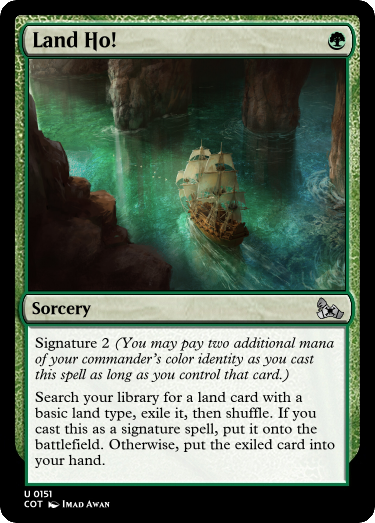 Land Ho!
Sorcery
Signature 2 (You may pay two additional mana
of your commander's color identity as you cast
this spell as long as you control that card.)
Search your library for a land card with a
basic land type, exile it, then shuffle. If you
cast this as a signature spell, put it onto the
battlefield. Otherwise, put the exiled card into
your hand.
U 0151
COT Imad Awan